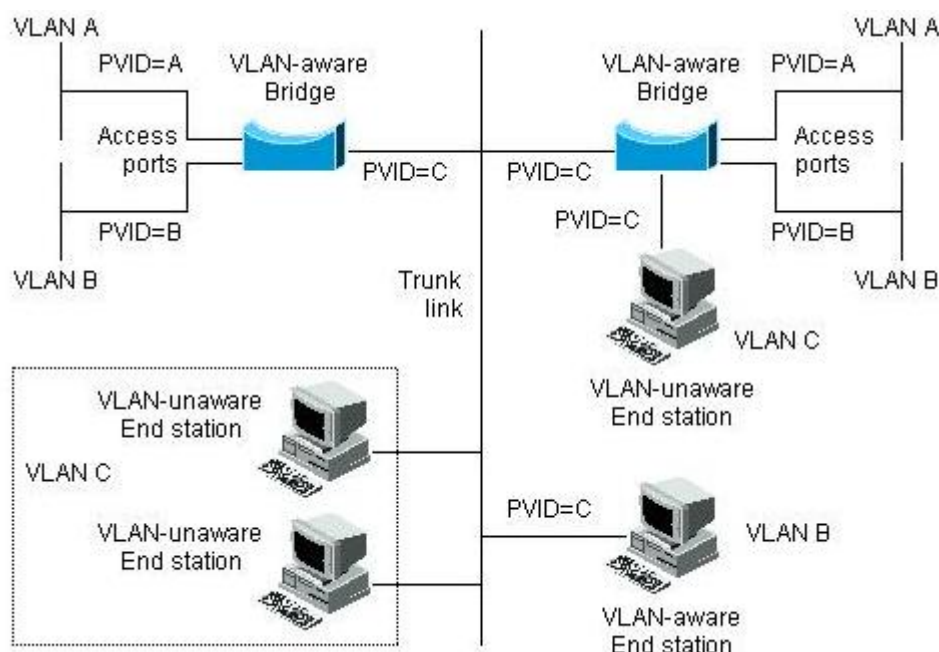 VLAN A
PVID=A
VLAN-aware
Bridge
VLAN-aware
Bridge
PVID=A
VLAN A
Access
ports
PVID=C
PVID=C
Access
ports
PVID=B
VLAN B
PVID=C
PVID=B
VLAN B
Trunk
link
VLAN C
VLAN-unaware
End station
VLAN-unaware
End station
VLAN C
VLAN-unaware
End station
PVID=C
VLAN B
VLAN-aware
End station